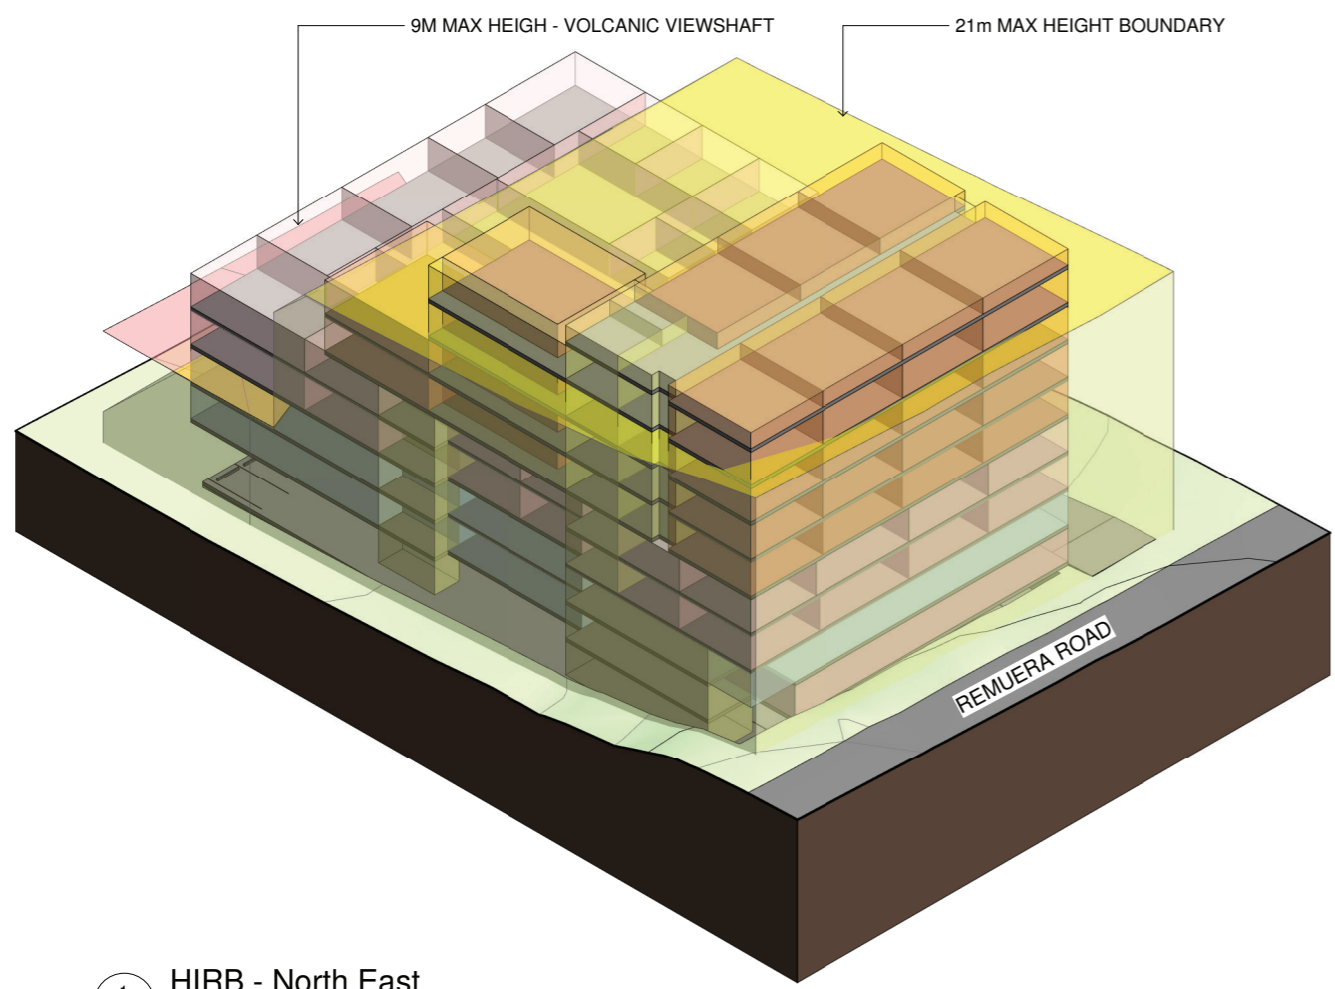 9M MAX HEIGH - VOLCANIC VIEWSHAFT
21m MAX HEIGHT BOUNDARY
REMUERA ROAD
HIRB - North East